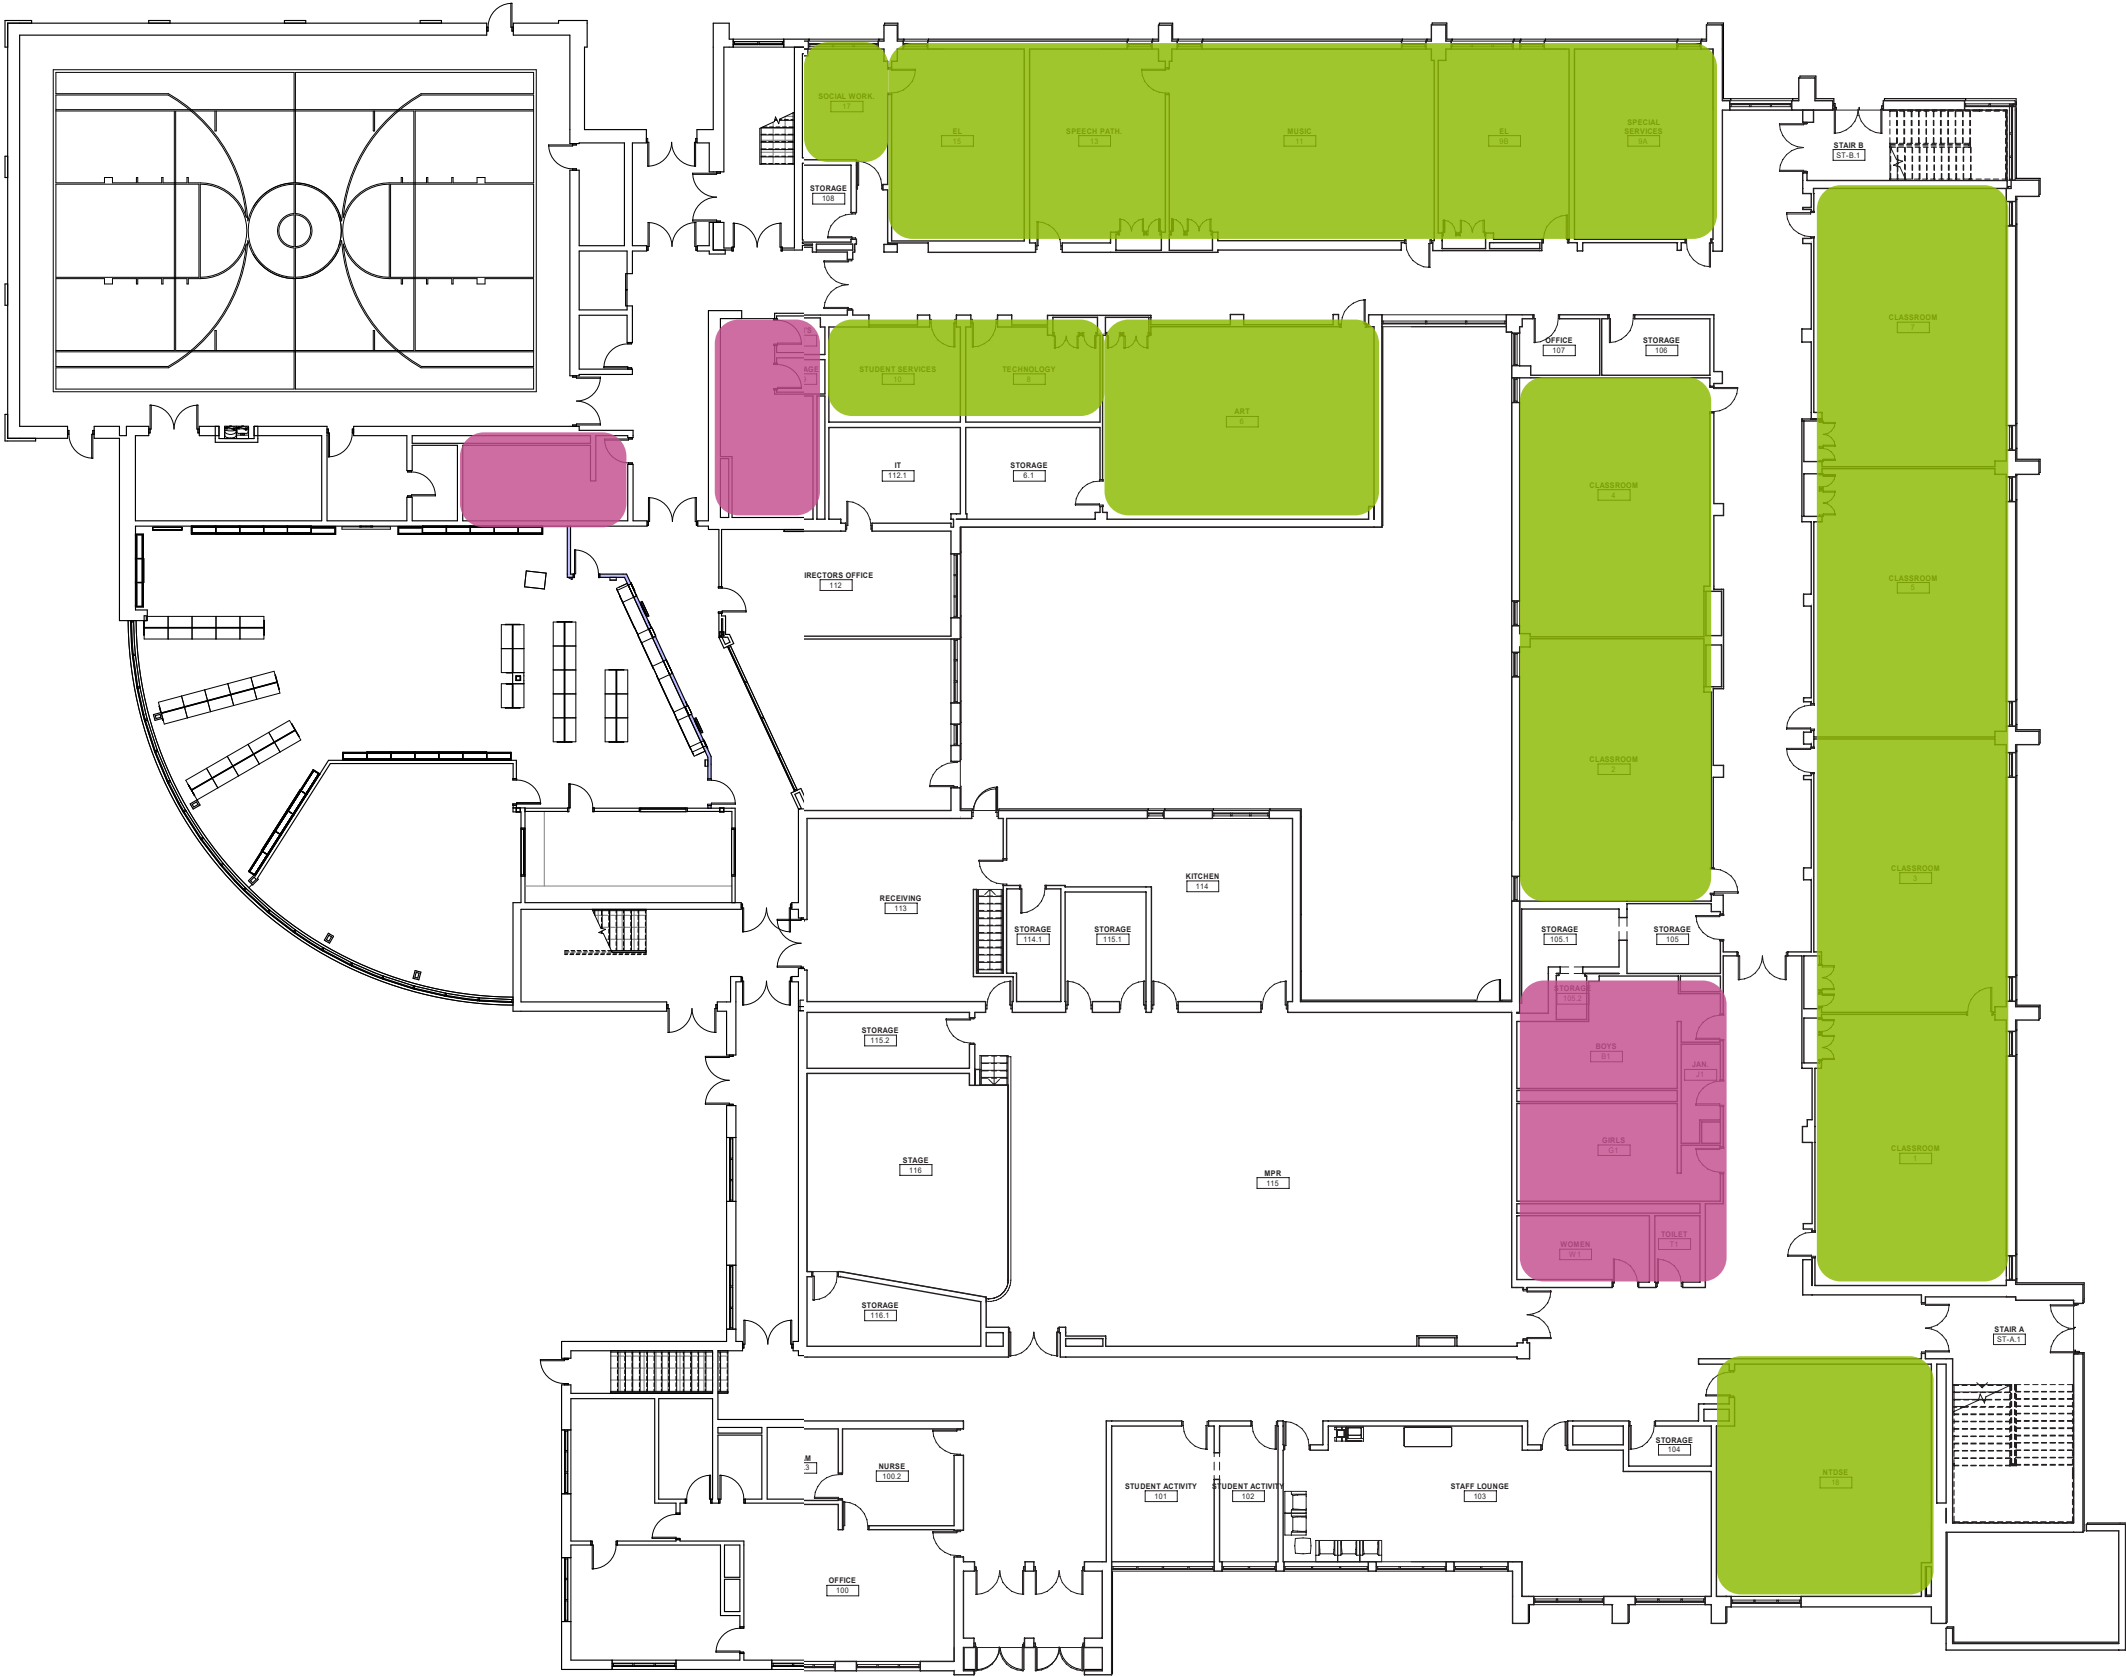 SOCIAL WORK.
17
EL
15
SPEECH PATH.
13
MUSIC
11
EL
9B
SPECIAL
SERVICES
9A
STAIR B
ST-B.1
STORAGE
108
CLASSROOM
7
AGE
STUDENT SERVICES
10
TECHNOLOGY
8
ART
6
OFFICE
107
STORAGE
106
IT
112.1
STORAGE
6.1
CLASSROOM
4
IRECTORS OFFICE
112
CLASSROOM
5
CLASSROOM
2
KITCHEN
114
RECEIVING
113
CLASSROOM
3
STORAGE
114.1
STORAGE
115.1
STORAGE
105.1
STORAGE
105
STORAGE
105.2
STORAGE
115.2
BOYS
B1
JAN.
J1
GIRLS
G1
CLASSROOM
1
STAGE
116
MPR
115
WOMEN
W1
TOILET
T1
STORAGE
116.1
STAIR A
ST-A.1
M
.3
NURSE
100.2
STUDENT ACTIVITY
101
STUDENT ACTIVITY
102
STAFF LOUNGE
103
STORAGE
104
NTDSE
OFFICE
100